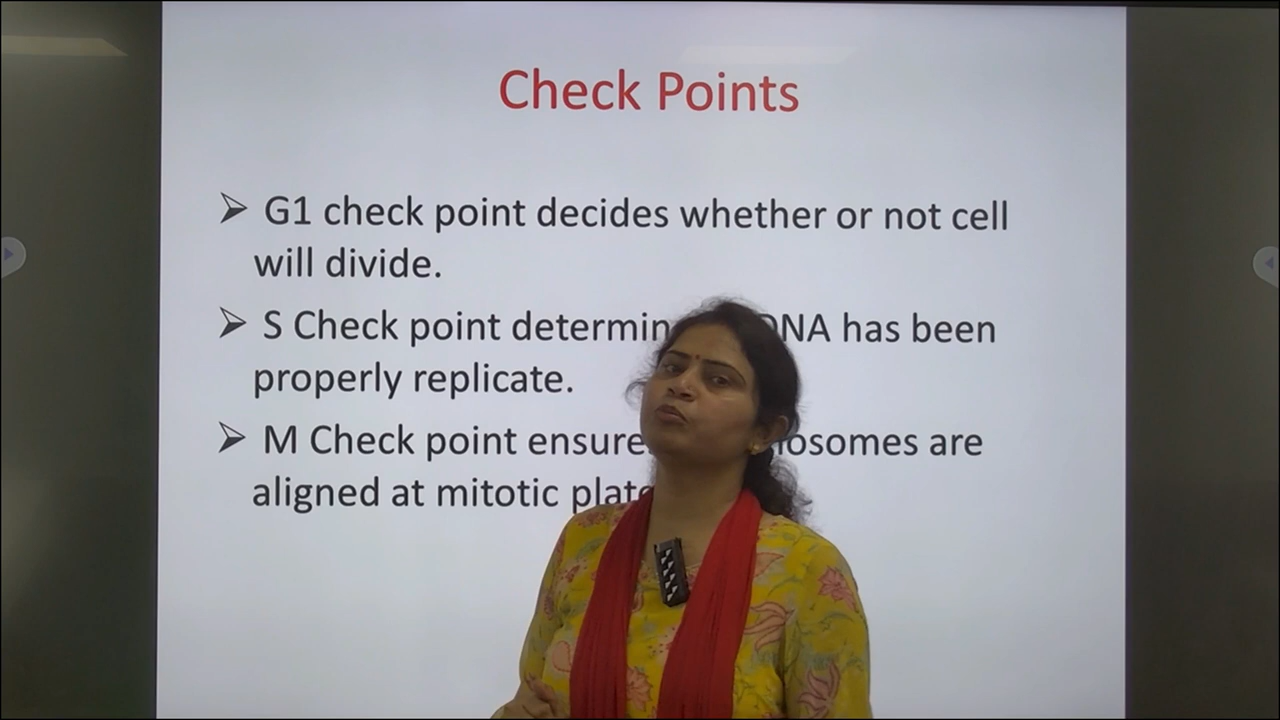 Check Points
G1 check point decides whether or not cell
will divide.
S Check point DNA has been
properly replicate.
M Check point are
aligned at mitotic